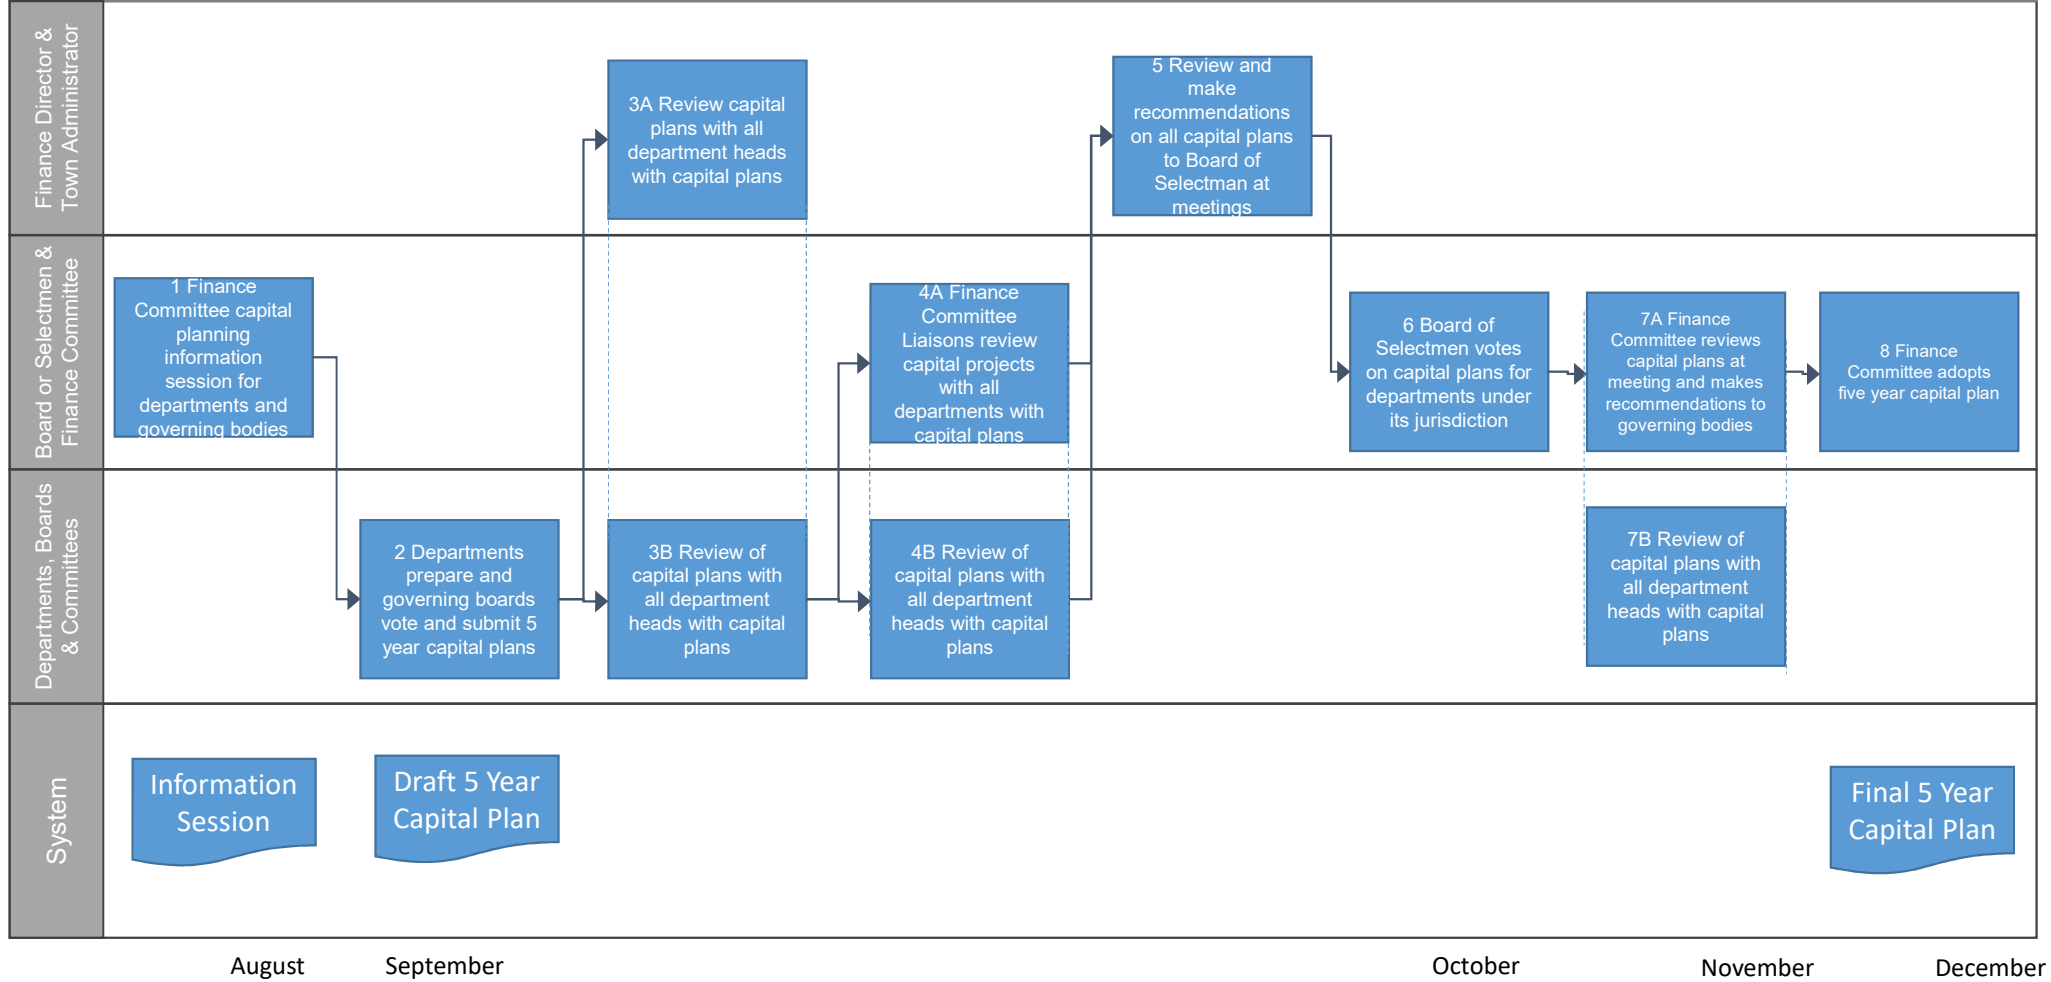 Finance Director &
Town Administrator
3A Review capital
plans with all
department heads
with capital plans
5 Review and
make
recommendations
on all capital plans
to Board of
Selectman at
meetings
Board or Selectmen &
Finance Committee
1 Finance
Committee capital
planning
information
session for
departments and
governing bodies
4A Finance
Committee
Liaisons review
capital projects
with all
departments with
capital plans
6 Board of
Selectmen votes
on capital plans for
departments under
its jurisdiction
7A Finance
Committee reviews
capital plans at
meeting and makes
recommendations to
governing bodies
8 Finance
Committee adopts
five year capital plan
Departments, Boards
& Committees
2 Departments
prepare and
governing boards
vote and submit 5
year capital plans
3B Review of
capital plans with
all department
heads with capital
plans
4B Review of
capital plans with
all department
heads with capital
plans
7B Review of
capital plans with
all department
heads with capital
plans
System
Information
Session
Draft 5 Year
Capital Plan
Final 5 Year
Capital Plan
August
September
October
November
December